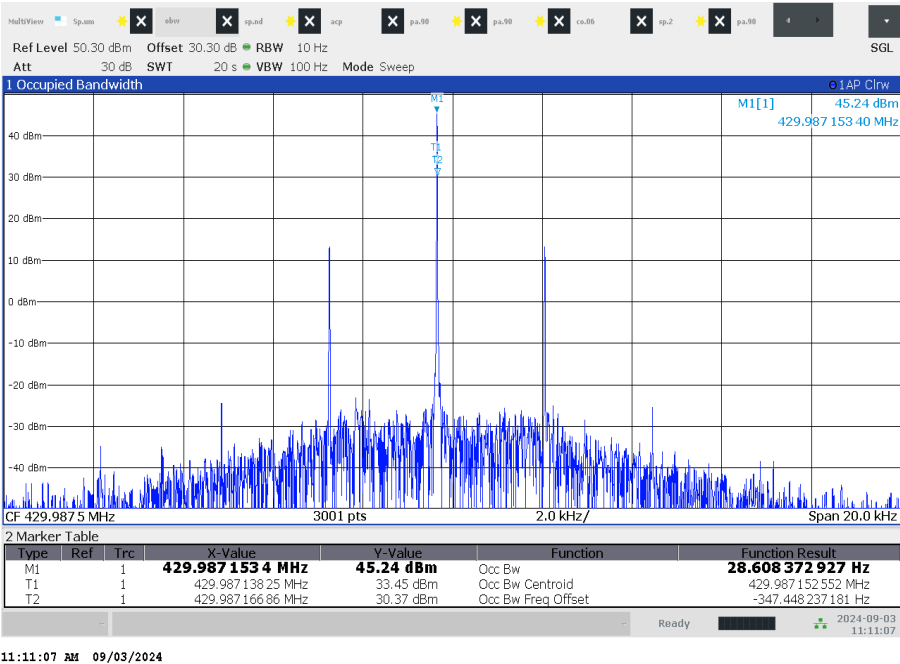 MultiView Sp.um obw sp.nd acp pa.90 pa.90 co.06 sp.2 pa.90
Ref Level 50.30 dBm Offset 30.30 dB RBW 10 Hz SGL
Att 30 dB SWT 20 s VBW 100 Hz Mode Sweep
1 Occupied Bandwidth 1AP Clrw
M1 M1[1] 45.24 dBm
429.987 153 40 MHz
40 dBm
T1
T2
30 dBm
20 dBm
10 dBm
0 dBm
-10 dBm
-20 dBm
-30 dBm
-40 dBm
CF 429.987 5 MHz 3001 pts 2.0 kHz/ Span 20.0 kHz
2 Marker Table
Type Ref Trc X-Value Y-Value Function Function Result
M1 1 429.987 153 4 MHz 45.24 dBm Occ Bw 28.608 372 927 Hz
T1 1 429.987 138 25 MHz 33.45 dBm Occ Bw Centroid 429.987 152 552 MHz
T2 1 429.987 166 86 MHz 30.37 dBm Occ Bw Freq Offset -347.448 237 181 Hz
Ready 2024-09-03
11:11:07
11:11:07 AM 09/03/2024